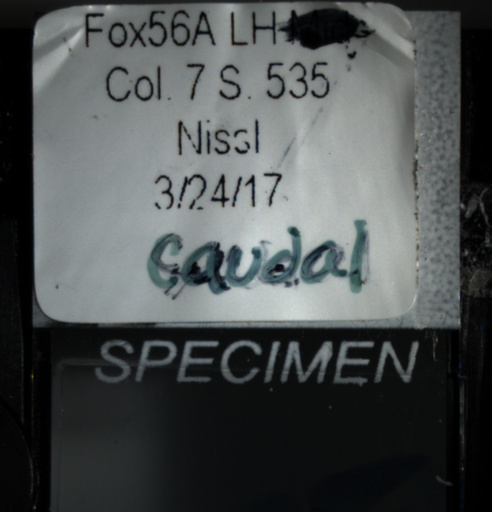 Fox56A LH
Col. 7 S. 535
Nissl
3/24/17
caudal
SPECIMEN